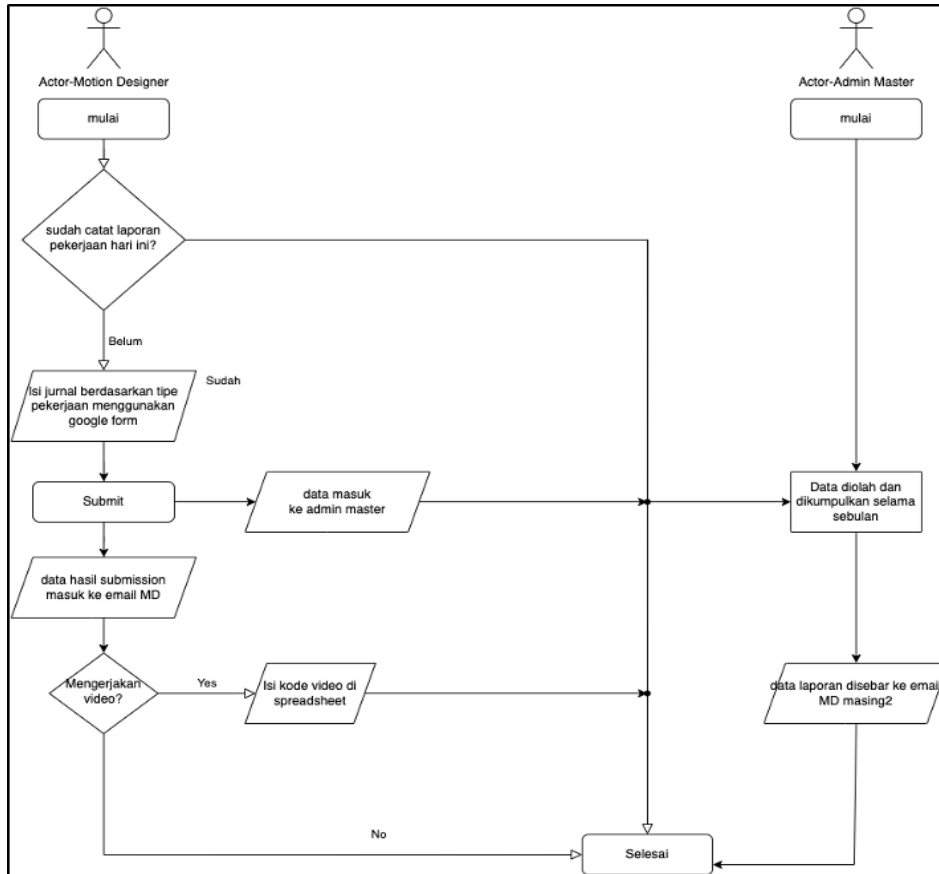 Actor-Motion Designer
Actor-Admin Master
mulai
mulai
sudah catat laporan
pekerjaan hari ini?
Belum
Sudah
Isi jurnal berdasarkan tipe
pekerjaan menggunakan
google form
Submit
data masuk
ke admin master
Data diolah dan
dikumpulkan selama
sebulan
data hasil submission
masuk ke email MD
Mengerjakan
video?
Yes
Isi kode video di
spreadsheet
data laporan disebar ke email
MD masing2
No
Selesai